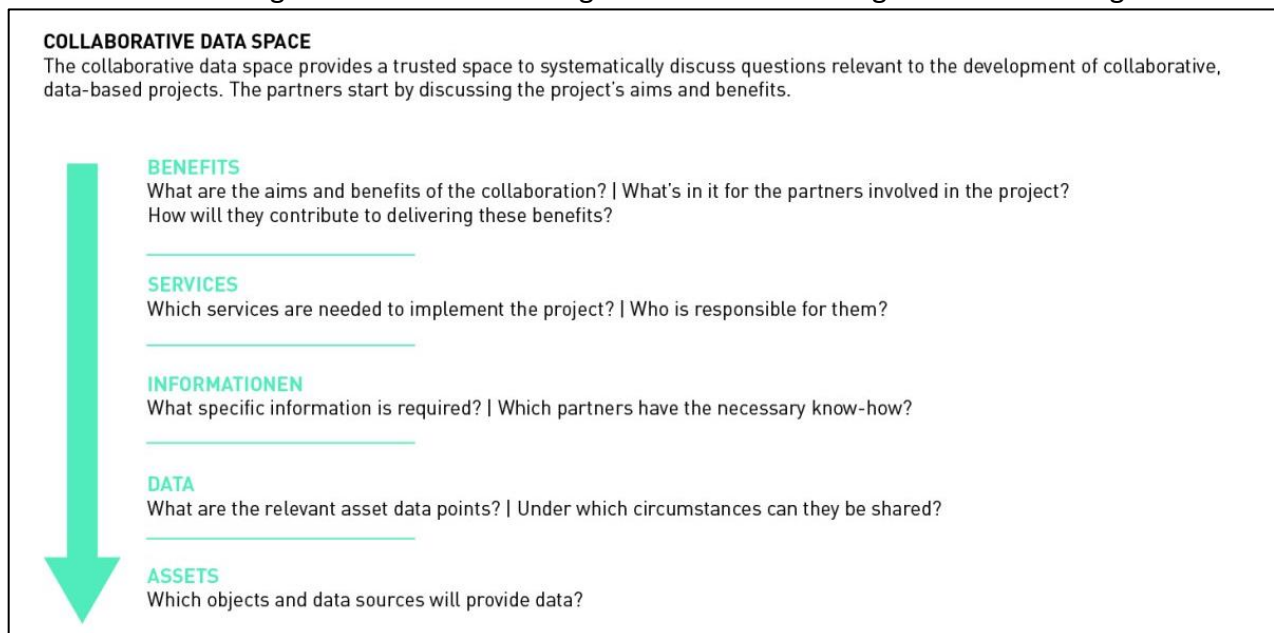 COLLABORATIVE DATA SPACE
The collaborative data space provides a trusted space to systematically discuss questions relevant to the development of collaborative,
data-based projects. The partners start by discussing the project's aims and benefits.
BENEFITS
What are the aims and benefits of the collaboration? | What's in it for the partners involved in the project?
How will they contribute to delivering these benefits?
SERVICES
Which services are needed to implement the project? | Who is responsible for them?
INFORMATIONEN
What specific information is required? | Which partners have the necessary know-how?
DATA
What are the relevant asset data points? | Under which circumstances can they be shared?
ASSETS
Which objects and data sources will provide data?